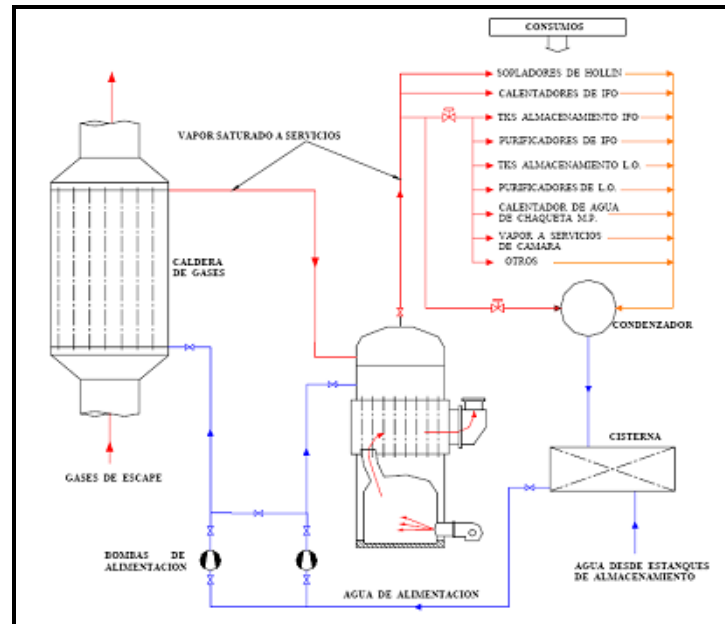 CONSUMOS
SOPLADORES DE HOLLIN
CALENTADORES DE IFO
VAPOR SATURADO A SERVICIOS
TKS ALMACENAMIENTO IFO
PURIFICADORES DE IFO
TKS ALMACENAMIENTO L.O.
PURIFICADORES DE L.O.
CALENTADOR DE AGUA
DE CHAQUETA M.P.
VAPOR A SERVICIOS
DE CAMARA
OTROS
CALDERA
DE GASES
CONDENZADOR
CISTERNA
GASES DE ESCAPE
BOMBAS DE
ALIMENTACION
AGUA DE ALIMENTACION
AGUA DESDE ESTANQUES
DE ALMACENAMIENTO